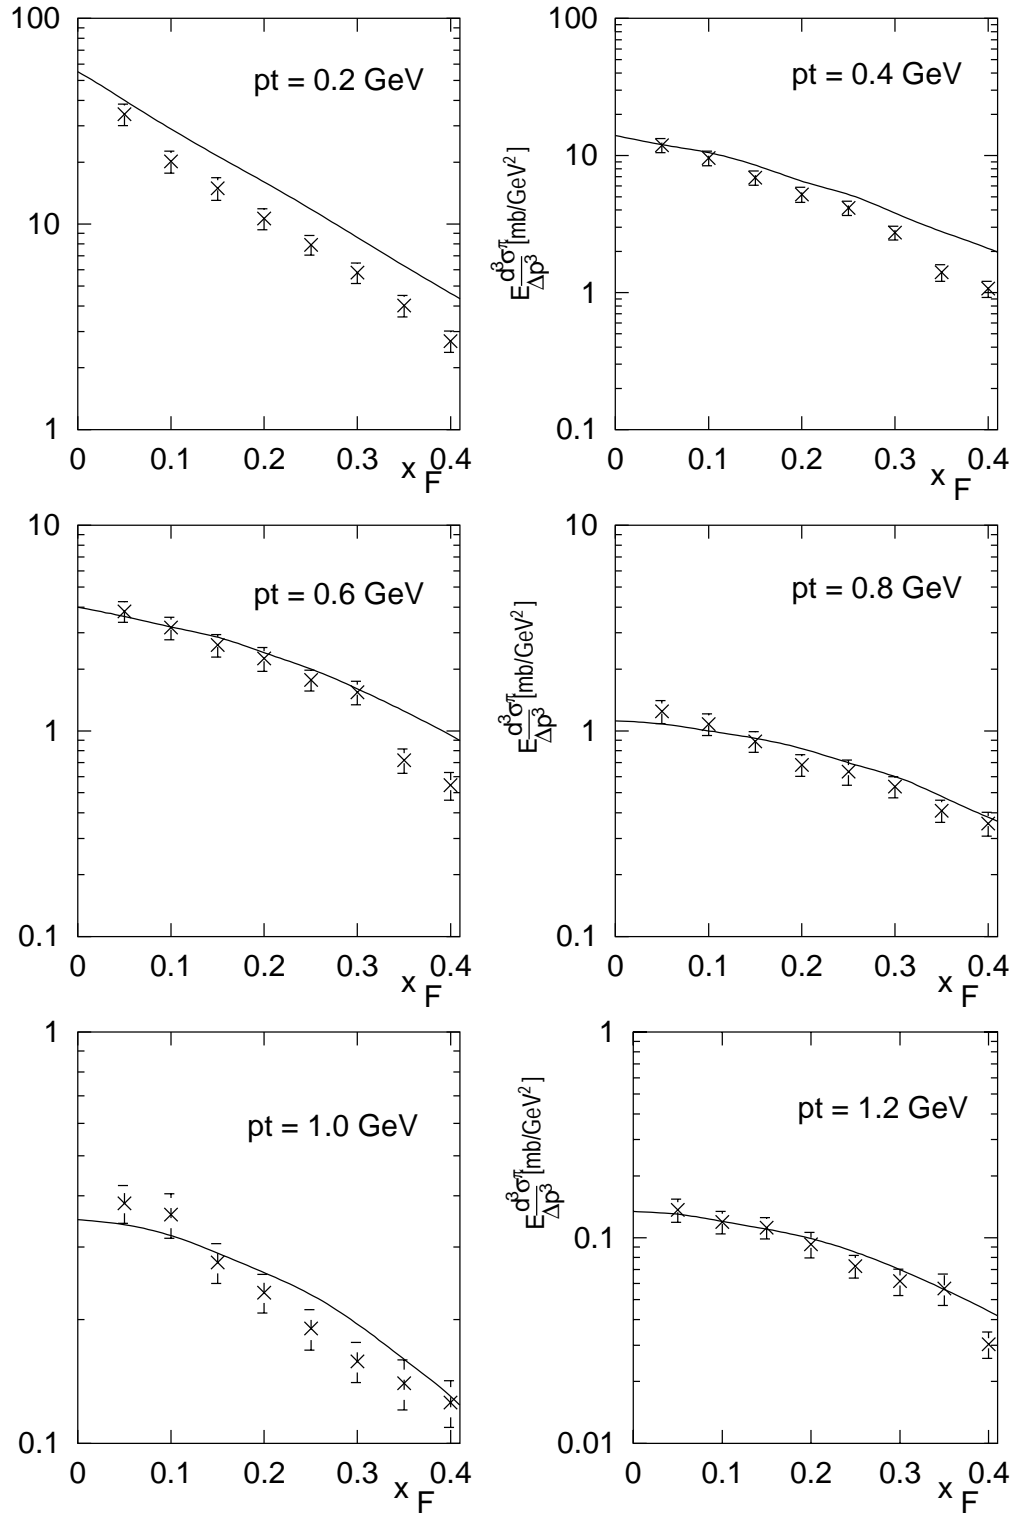 100
pt = 0.2 GeV
10
1
0 0.1 0.2 0.3 0.4
x F
100
pt = 0.4 GeV
10
1
0.1
E d³σπ/Δp³ [mb/GeV²]
0 0.1 0.2 0.3 0.4
x F
10
pt = 0.6 GeV
1
0.1
0 0.1 0.2 0.3 0.4
x F
10
pt = 0.8 GeV
1
0.1
E d³σπ/Δp³ [mb/GeV²]
0 0.1 0.2 0.3 0.4
x F
1
pt = 1.0 GeV
0.1
0 0.1 0.2 0.3 0.4
x F
1
pt = 1.2 GeV
0.1
0.01
E d³σπ/Δp³ [mb/GeV²]
0 0.1 0.2 0.3 0.4
x F